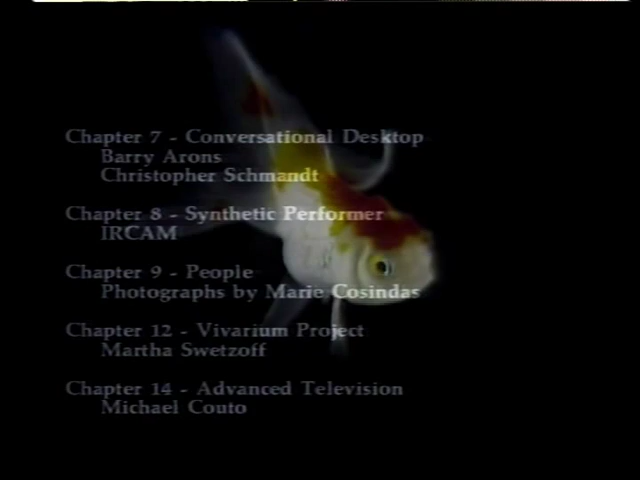 Chapter 7 - Conversational Desktop
Barry Arons
Christopher Schmandt
Chapter 8 - Synthetic Performer
IRCAM
Chapter 9 - People
Photographs by Marie Cosindas
Chapter 12 - Vivarium Project
Martha Swetzoff
Chapter 14 - Advanced Television
Michael Couto